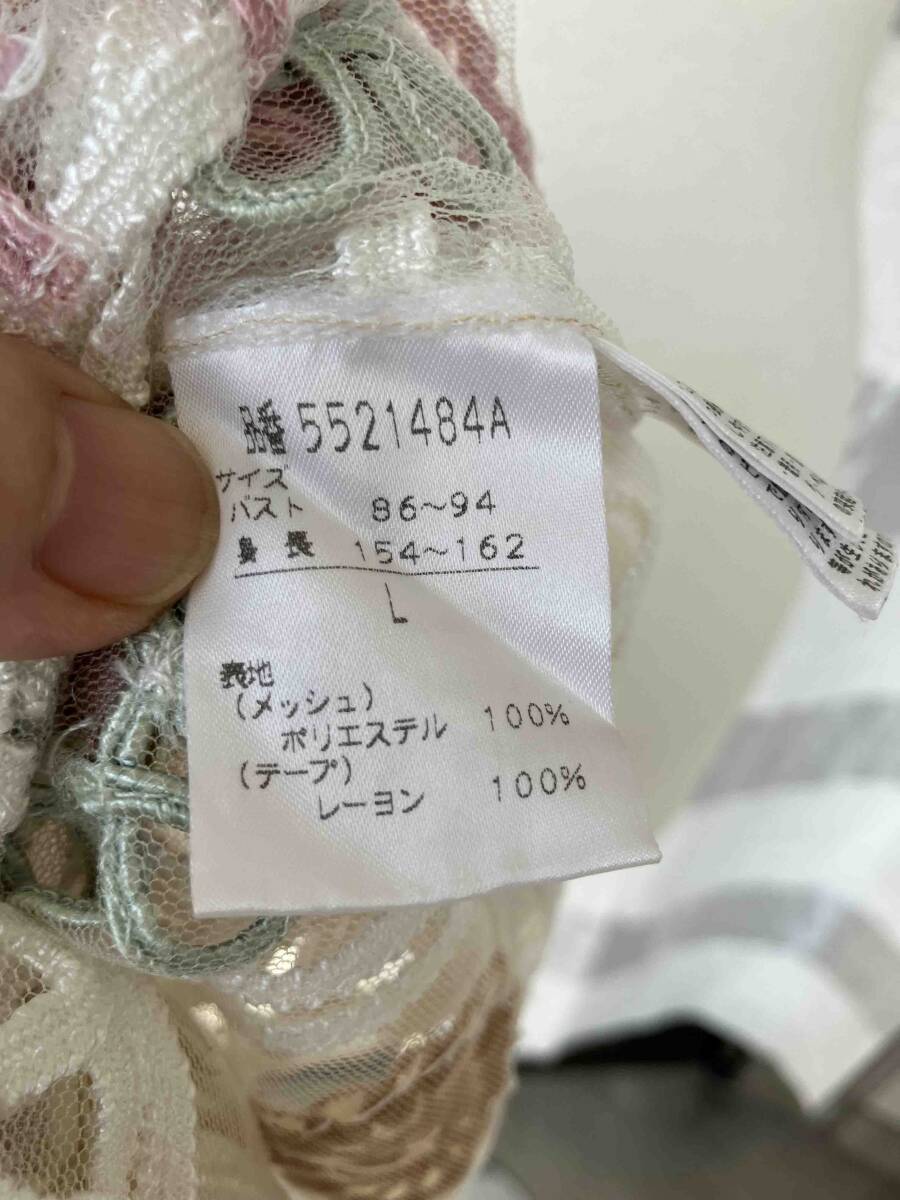 品番 5521484A
サイズ
バスト 86～94
身長 154～162
L
表地
(メッシュ)
ポリエステル 100%
(テープ)
レーヨン 100%